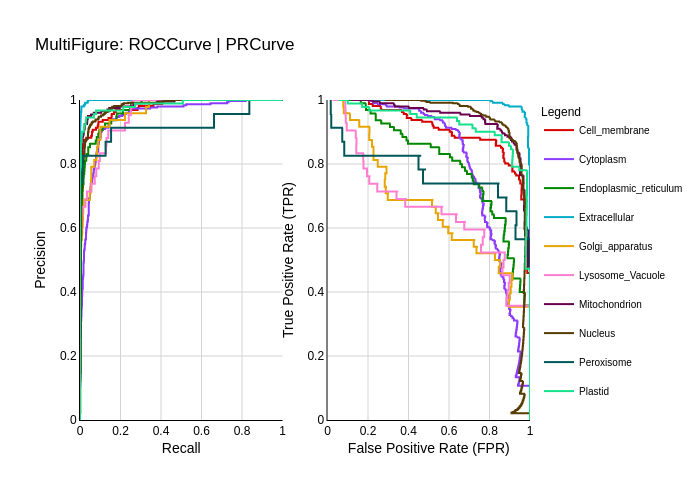 MultiFigure: ROCCurve | PRCurve
Precision
1
0.8
0.6
0.4
0.2
0
0 0.2 0.4 0.6 0.8 1
Recall
True Positive Rate (TPR)
1
0.8
0.6
0.4
0.2
0
0 0.2 0.4 0.6 0.8 1
False Positive Rate (FPR)
Legend
Cell_membrane
Cytoplasm
Endoplasmic_reticulum
Extracellular
Golgi_apparatus
Lysosome_Vacuole
Mitochondrion
Nucleus
Peroxisome
Plastid